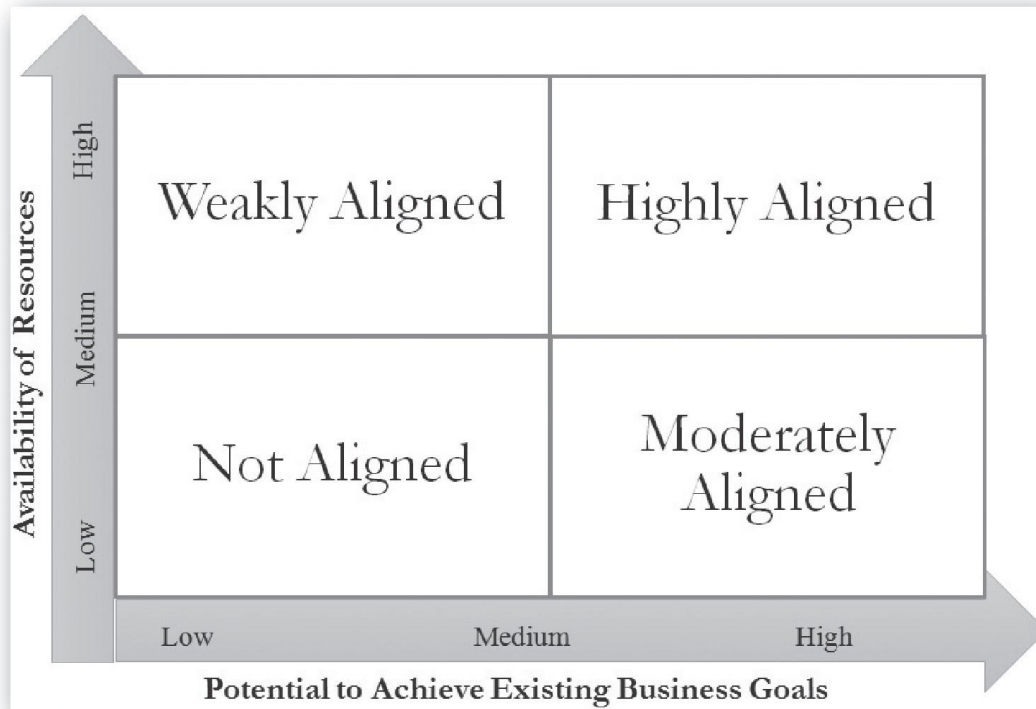 Availability of Resources
High
Medium
Low
Weakly Aligned
Highly Aligned
Not Aligned
Moderately
Aligned
Low
Medium
High
Potential to Achieve Existing Business Goals